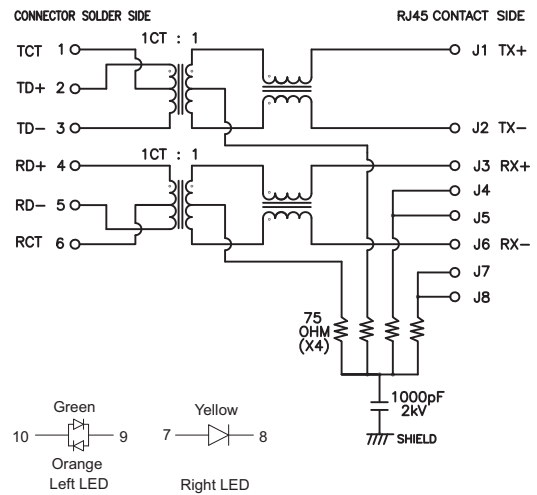 CONNECTOR SOLDER SIDE
RJ45 CONTACT SIDE
1CT : 1
TCT 1
TD+ 2
TD- 3
J1 TX+
J2 TX-
1CT : 1
RD+ 4
RD- 5
RCT 6
J3 RX+
J4
J5
J6 RX-
J7
J8
75
OHM
(X4)
1000pF
2kV
SHIELD
Green
10 9
Orange
Left LED
Yellow
7 8
Right LED